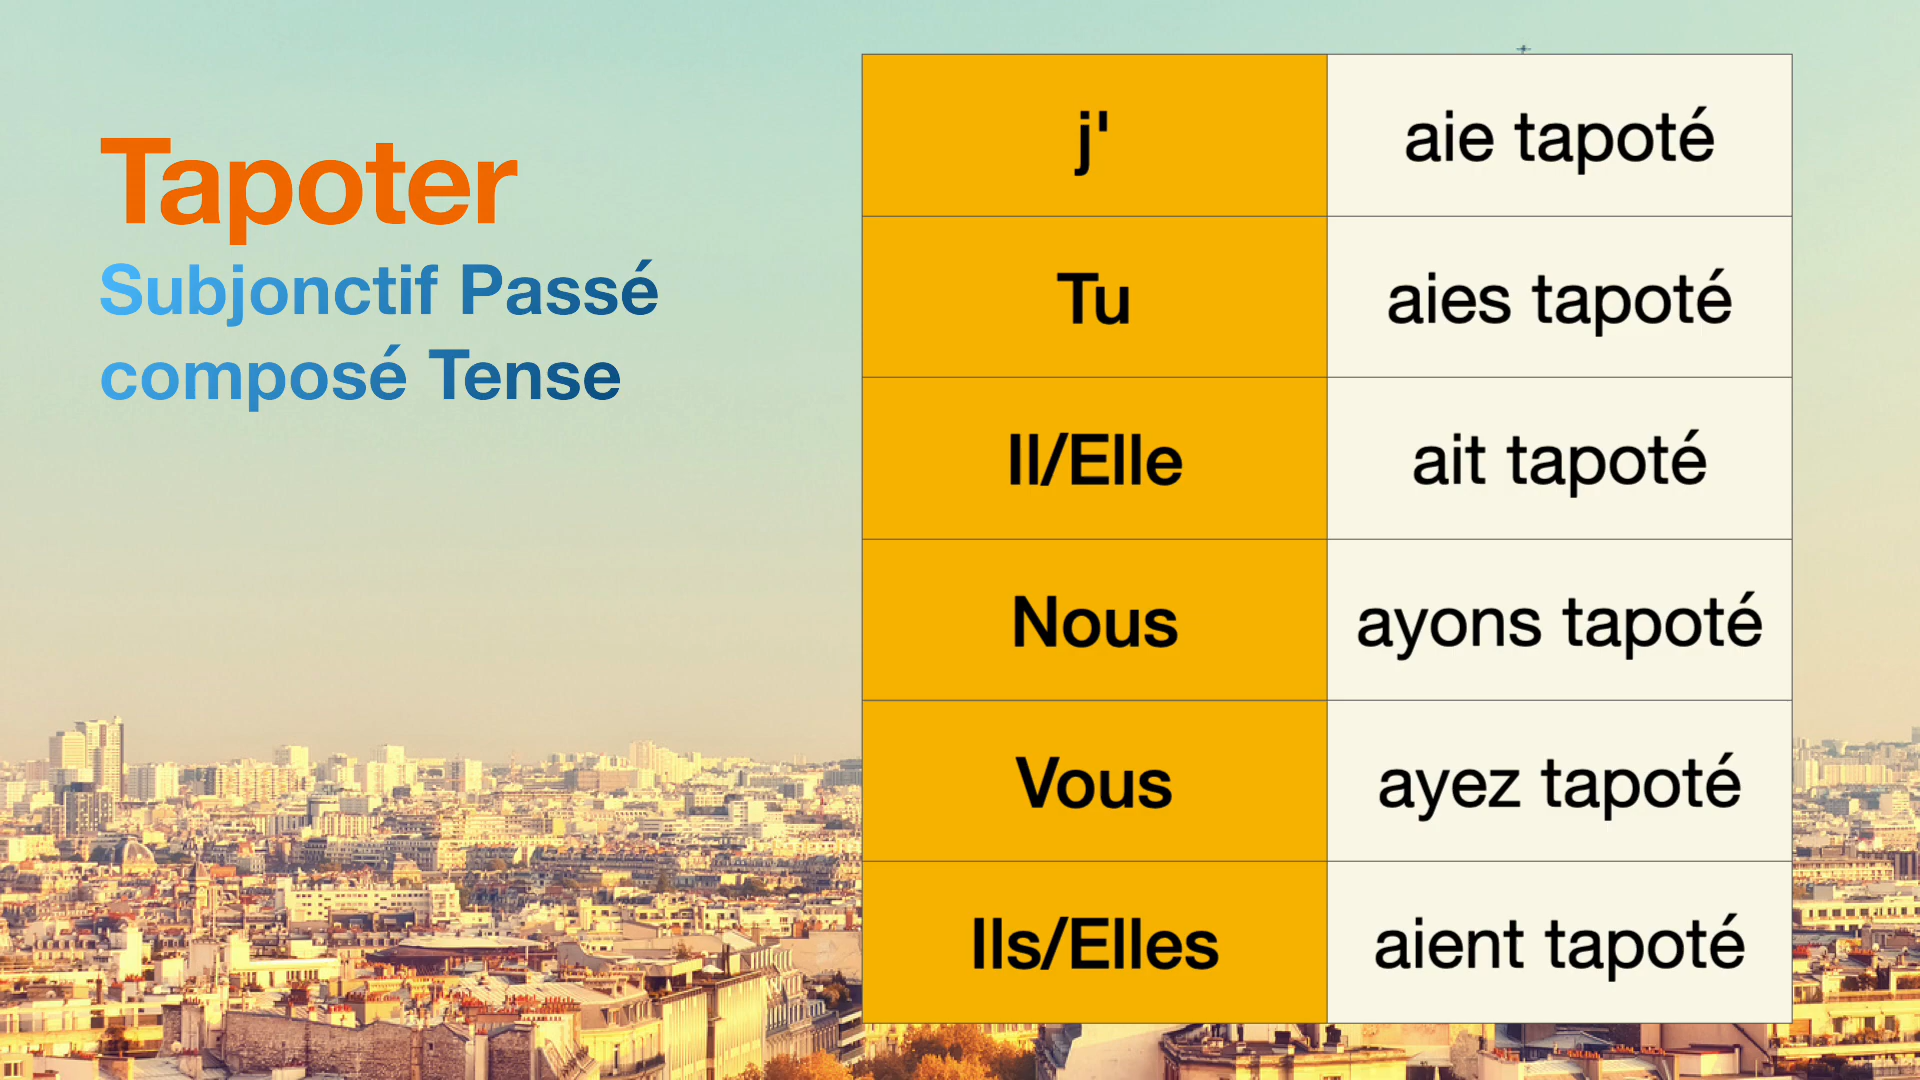 Tapoter
Subjonctif Passé
composé Tense
j' aie tapoté
Tu aies tapoté
Il/Elle ait tapoté
Nous ayons tapoté
Vous ayez tapoté
Ils/Elles aient tapoté